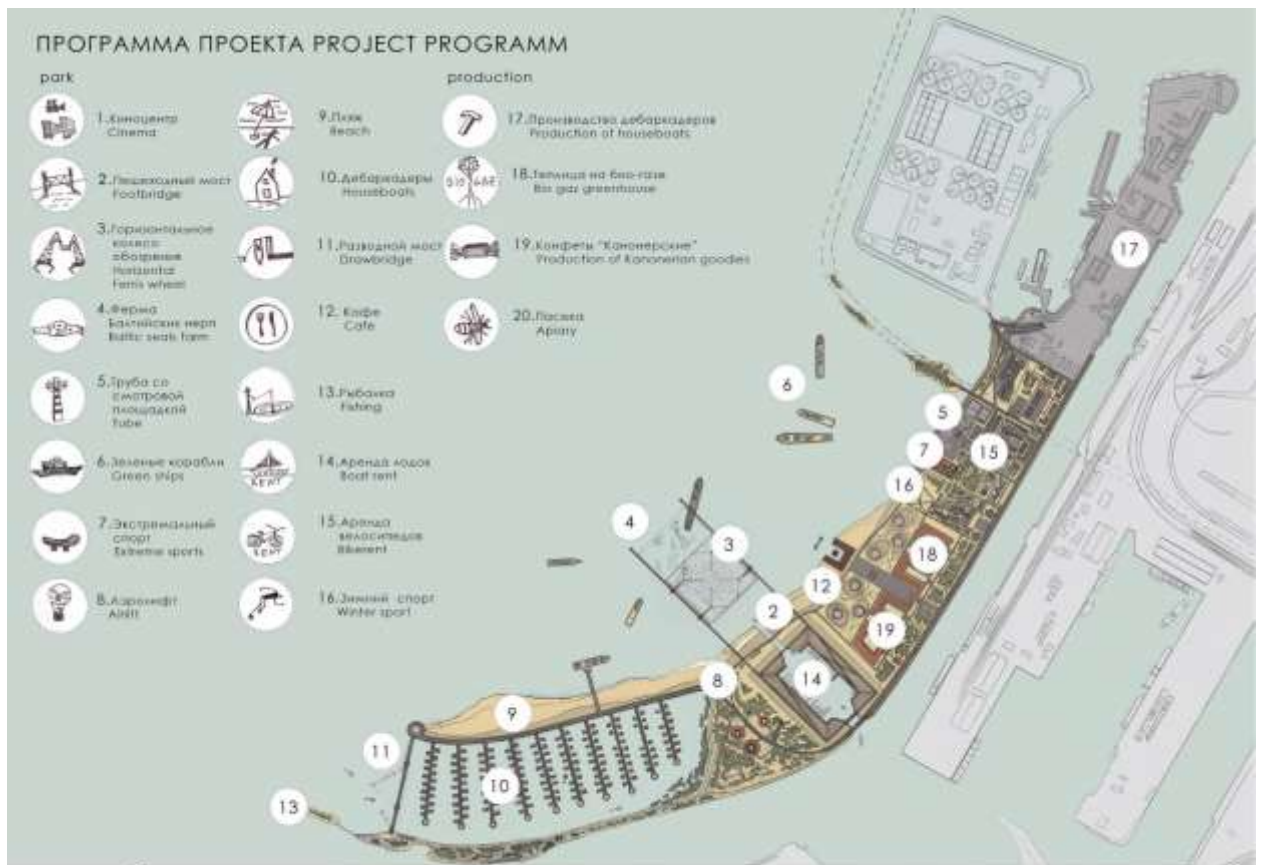 ПРОГРАММА ПРОЕКТА PROJECT PROGRAMM
park
1.Киноцентр
Cinema
2.Пешеходный мост
Footbridge
3.Горизонтальное
колесо
обозрения
Horizontal
Ferris wheel
4.Ферма
Балтийских нерп
Baltic seals farm
5.Труба со
смотровой
площадкой
Tube
6.Зеленые корабли
Green ships
7.Экстремальный
спорт
Extreme sports
8.Аэролифт
Airlift
9.Пляж
Beach
10.Дебаркадеры
Houseboats
11.Разводной мост
Drawbridge
12. Кафе
Cafe
13.Рыбалка
Fishing
RENT
14.Аренда лодок
Boat rent
RENT
15.Аренда
велосипедов
Bikerent
16.Зимний спорт
Winter sport
production
17.Производство дебаркадеров
Production of houseboats
BIO GAS
18.Теплица на био-газе
Bio gaz greenhouse
19.Конфеты "Канонерские"
Production of Kanonerian goodies
20.Пасека
Apiary
17
6
5
7
15
16
4
3
18
12
2
19
14
8
9
11
10
13